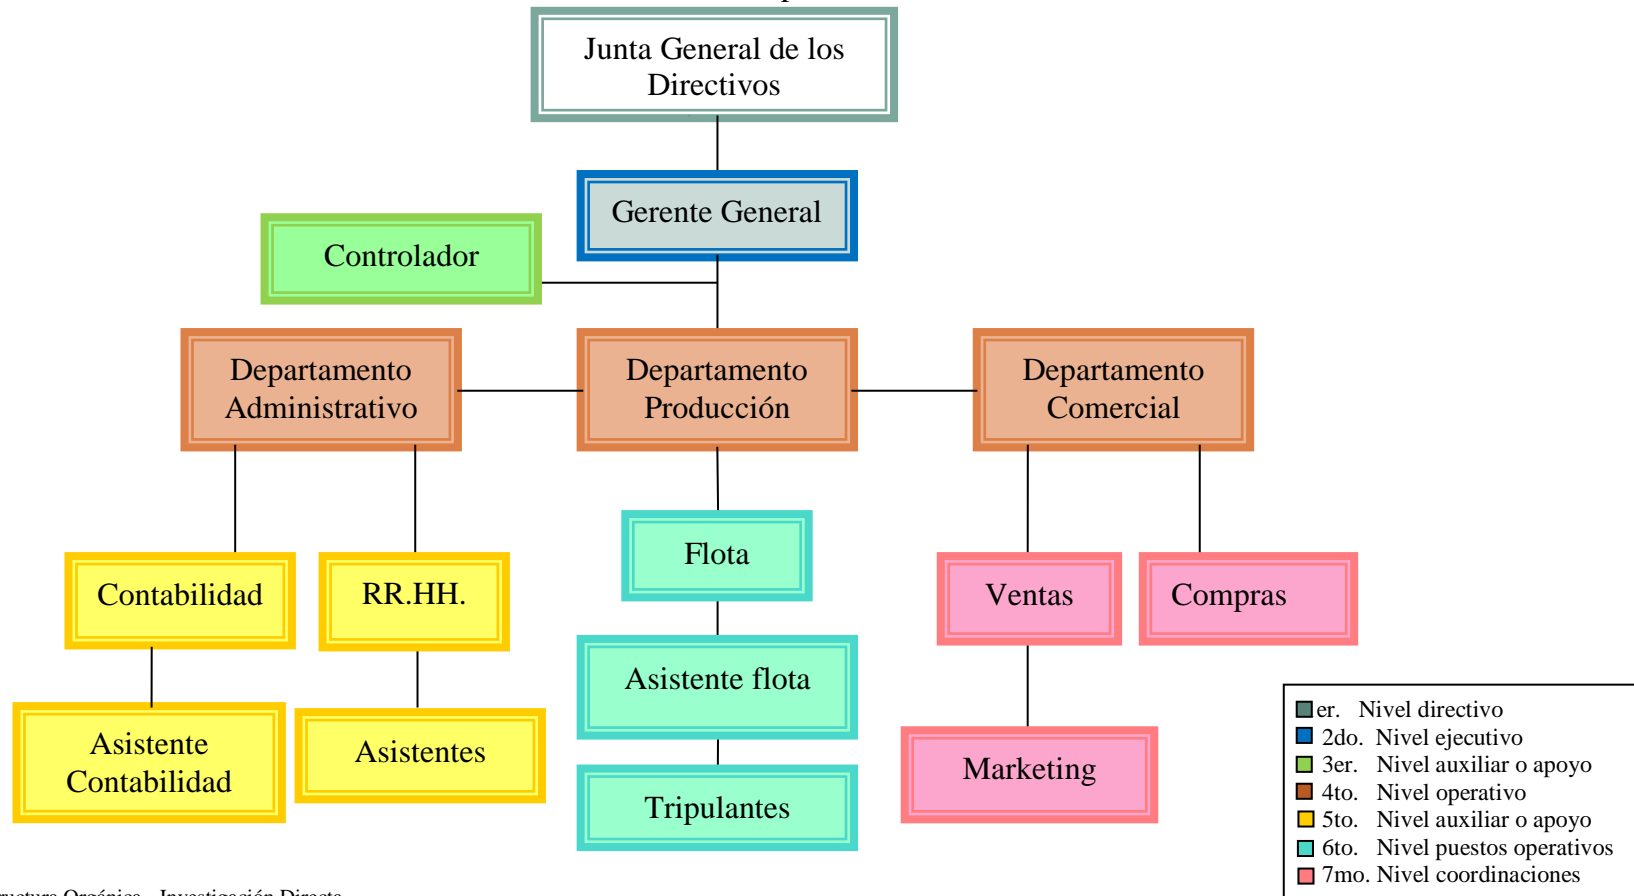 Junta General de los
Directivos
Gerente General
Controlador
Departamento
Administrativo
Departamento
Producción
Departamento
Comercial
Flota
Contabilidad
RR.HH.
Ventas
Compras
Asistente flota
Asistente
Contabilidad
Asistentes
Marketing
Tripulantes
er. Nivel directivo
2do. Nivel ejecutivo
3er. Nivel auxiliar o apoyo
4to. Nivel operativo
5to. Nivel auxiliar o apoyo
6to. Nivel puestos operativos
7mo. Nivel coordinaciones